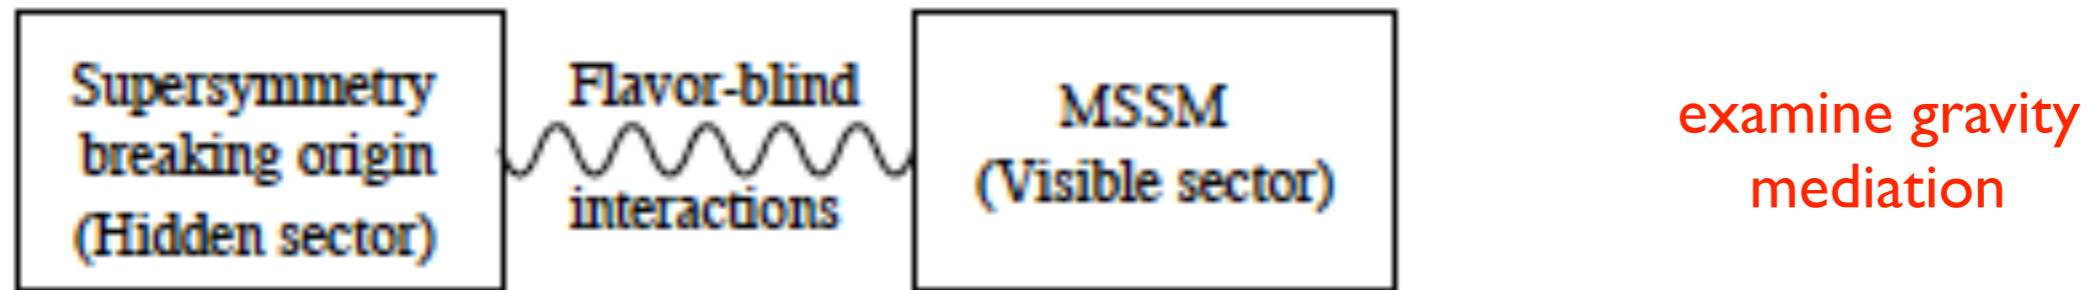 Supersymmetry
breaking origin
(Hidden sector)
Flavor-blind
interactions
MSSM
(Visible sector)
examine gravity
mediation